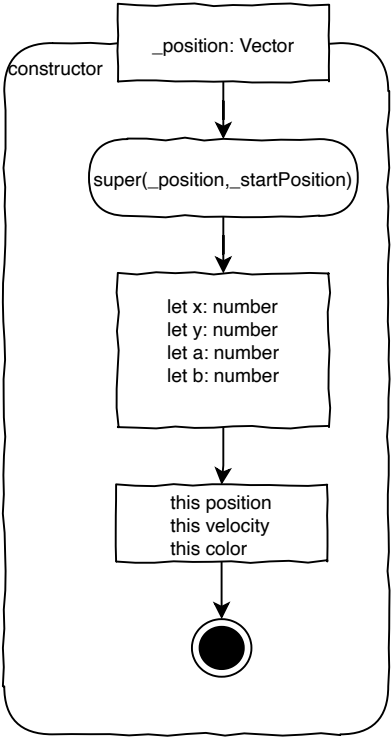 _position: Vector
constructor
super(_position,_startPosition)
let x: number
let y: number
let a: number
let b: number
this position
this velocity
this color